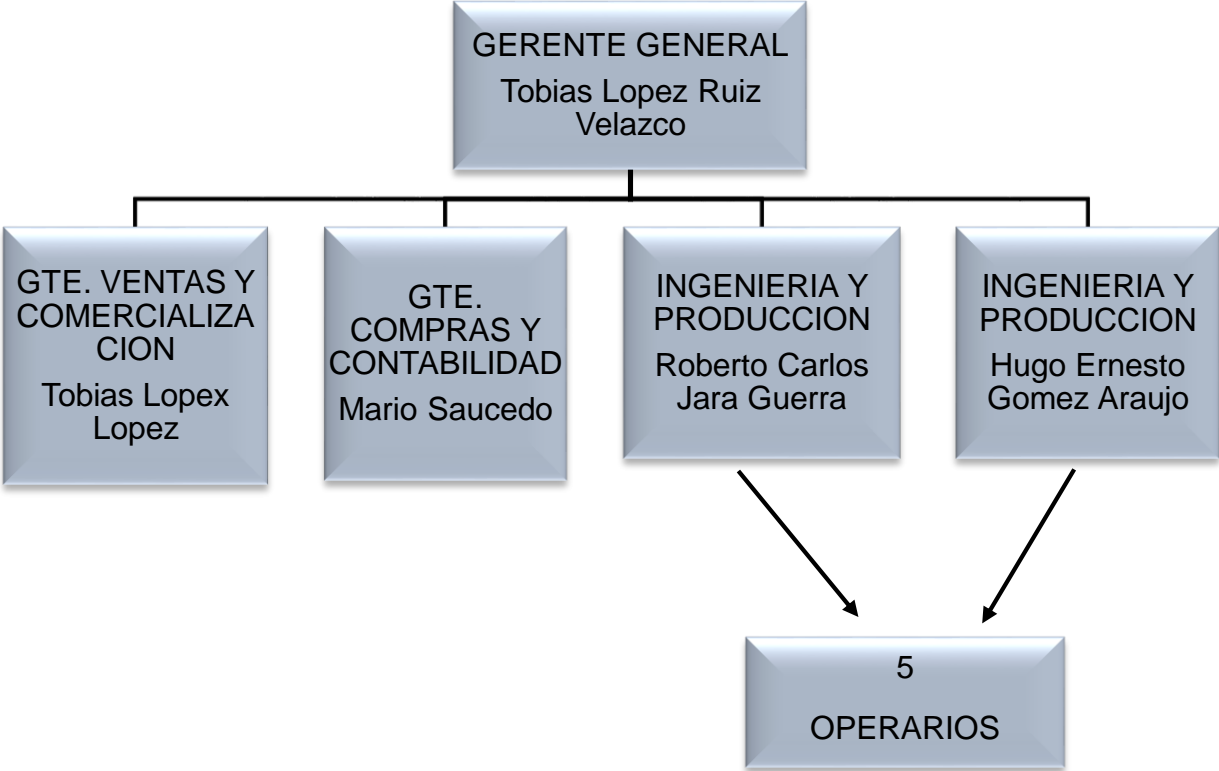 GERENTE GENERAL
Tobias Lopez Ruiz
Velazco
GTE. VENTAS Y
COMERCIALIZA
CION
Tobias Lopex
Lopez
GTE.
COMPRAS Y
CONTABILIDAD
Mario Saucedo
INGENIERIA Y
PRODUCCION
Roberto Carlos
Jara Guerra
INGENIERIA Y
PRODUCCION
Hugo Ernesto
Gomez Araujo
5
OPERARIOS